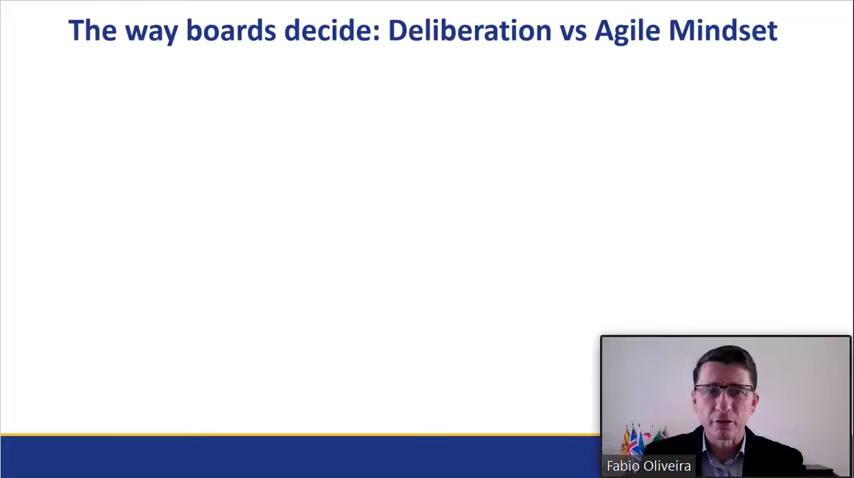 The way boards decide: Deliberation vs Agile Mindset
Fabio Oliveira